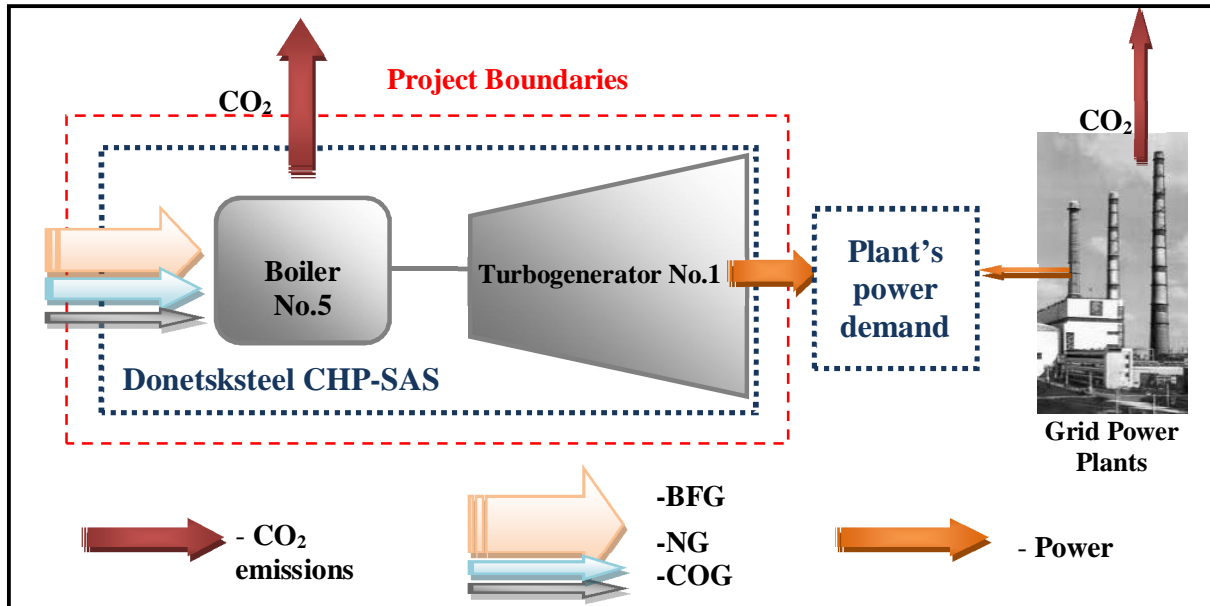 Project Boundaries
CO₂
CO₂
Boiler
No.5
Turbogenerator No.1
Plant's
power
demand
Donetsksteel CHP-SAS
Grid Power
Plants
- CO₂
emissions
-BFG
-NG
-COG
- Power